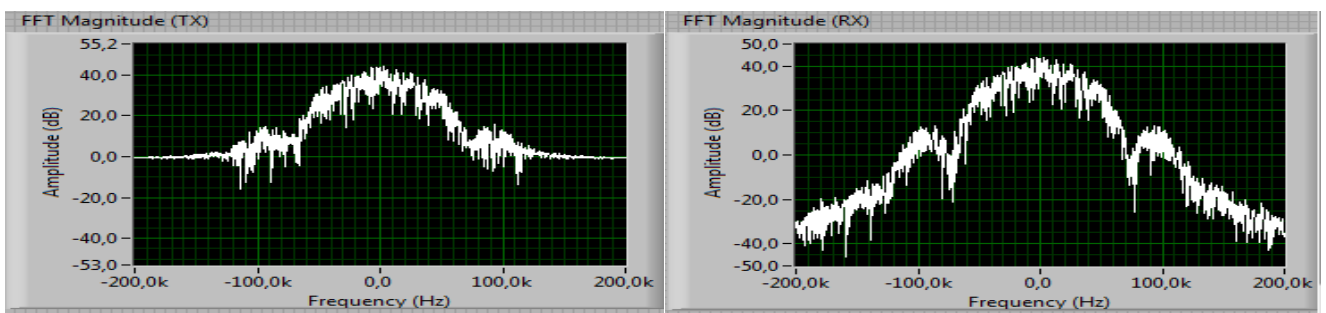 FFT Magnitude (TX)
Amplitude (dB)
55,2
40,0
20,0
0,0
-20,0
-40,0
-53,0
-200,0k -100,0k 0,0 100,0k 200,0k
Frequency (Hz)
FFT Magnitude (RX)
Amplitude (dB)
50,0
40,0
20,0
0,0
-20,0
-40,0
-50,0
-200,0k -100,0k 0,0 100,0k 200,0k
Frequency (Hz)